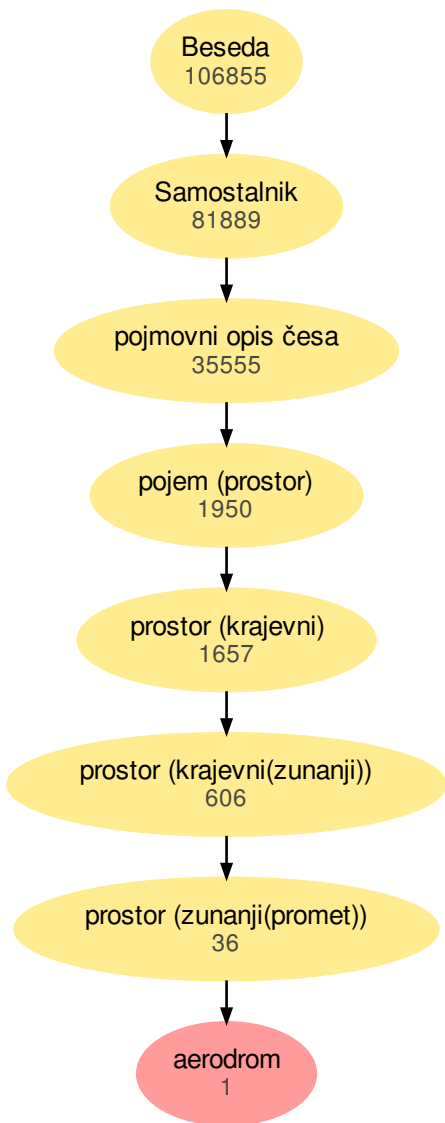 Beseda
106855
Samostalnik
81889
pojmovni opis česa
35555
pojem (prostor)
1950
prostor (krajevni)
1657
prostor (krajevni(zunanji))
606
prostor (zunanji(promet))
36
aerodrom
1